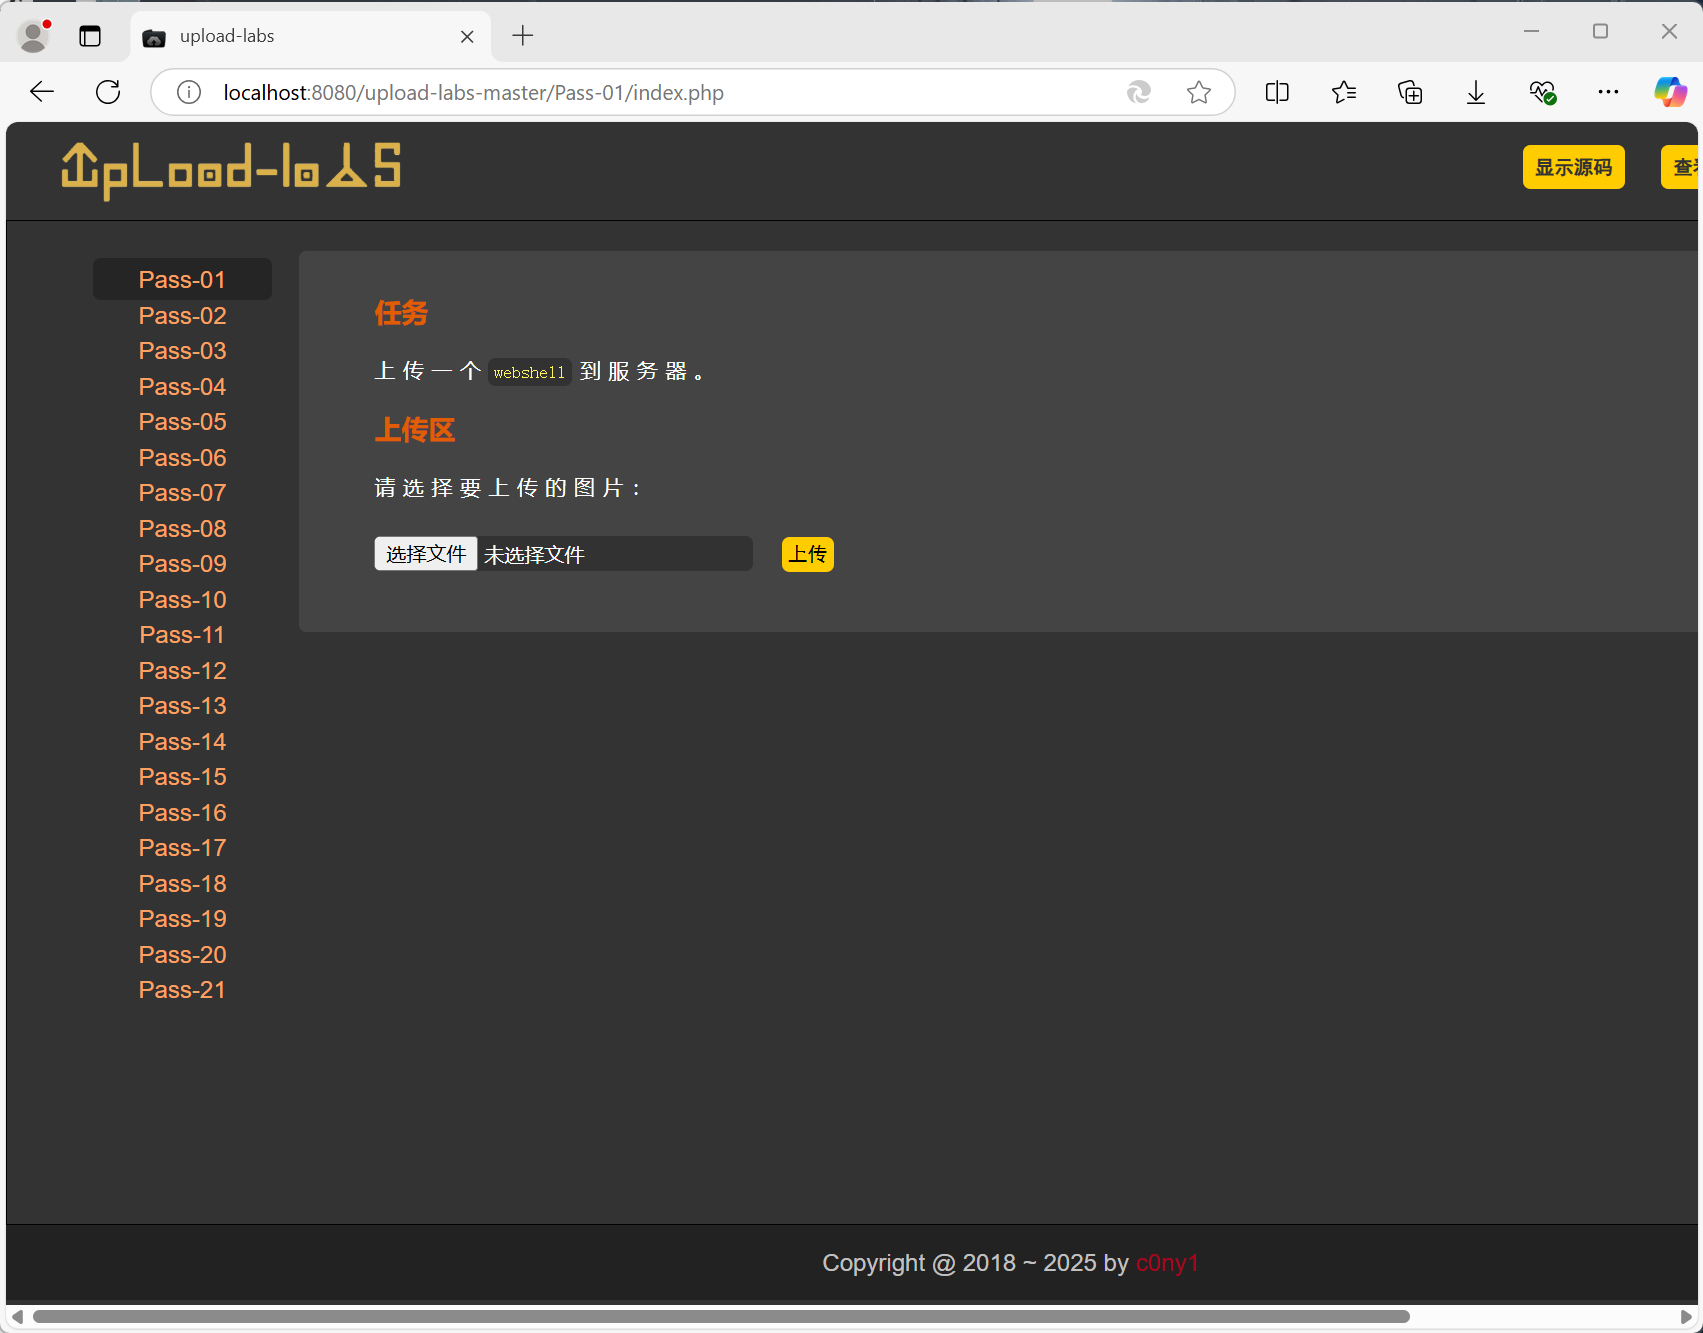 upload-labs
localhost:8080/upload-labs-master/Pass-01/index.php
upLoad-labs
显示源码
任务
上传一个 webshell 到服务器。
上传区
请选择要上传的图片：
选择文件 未选择文件 上传
Pass-01
Pass-02
Pass-03
Pass-04
Pass-05
Pass-06
Pass-07
Pass-08
Pass-09
Pass-10
Pass-11
Pass-12
Pass-13
Pass-14
Pass-15
Pass-16
Pass-17
Pass-18
Pass-19
Pass-20
Pass-21
Copyright @ 2018 ~ 2025 by c0ny1